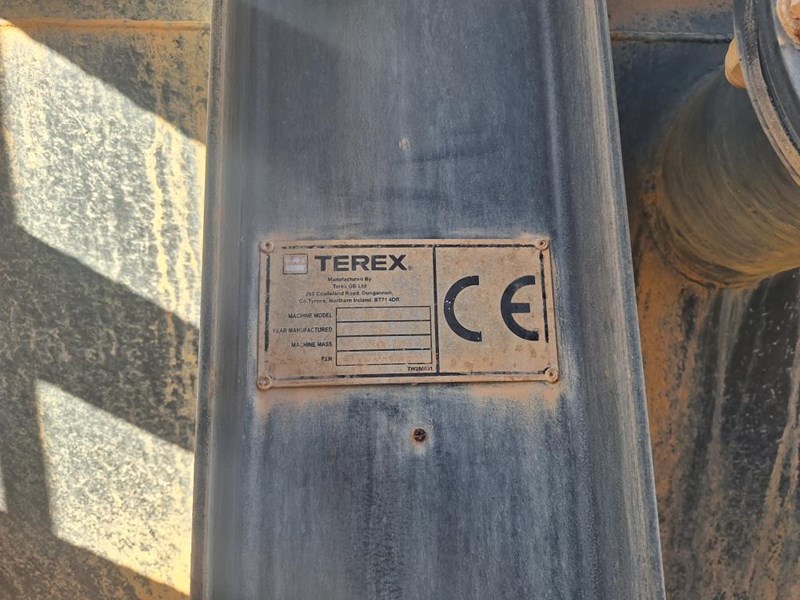 TEREX
Manufactured By
Terex GB Ltd
200 Coalisland Road, Dungannon,
Co.Tyrone, Northern Ireland. BT71 4DR
MACHINE MODEL
YEAR MANUFACTURED
MACHINE MASS
P.I.N
CE